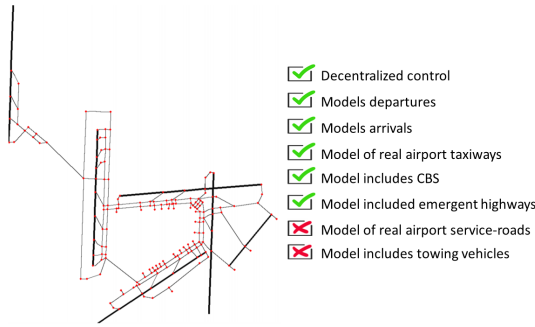 Decentralized control
Models departures
Models arrivals
Model of real airport taxiways
Model includes CBS
Model included emergent highways
Model of real airport service-roads
Model includes towing vehicles